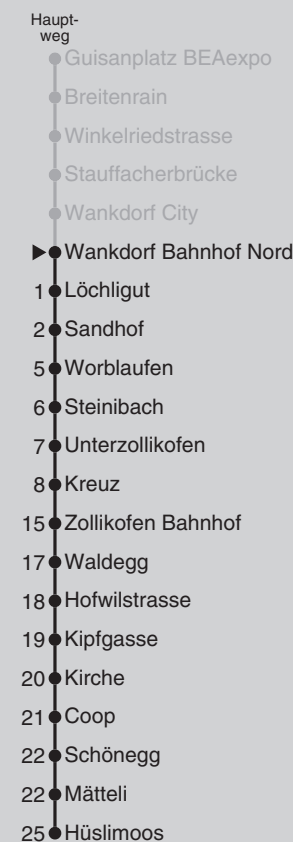 Haupt-
weg
Guisanplatz BEAexpo
Breitenrain
Winkelriedstrasse
Stauffacherbrücke
Wankdorf City
Wankdorf Bahnhof Nord
1 Löchligut
2 Sandhof
5 Worblaufen
6 Steinibach
7 Unterzollikofen
8 Kreuz
15 Zollikofen Bahnhof
17 Waldegg
18 Hofwilstrasse
19 Kipfgasse
20 Kirche
21 Coop
22 Schönegg
22 Mätteli
25 Hüslimoos